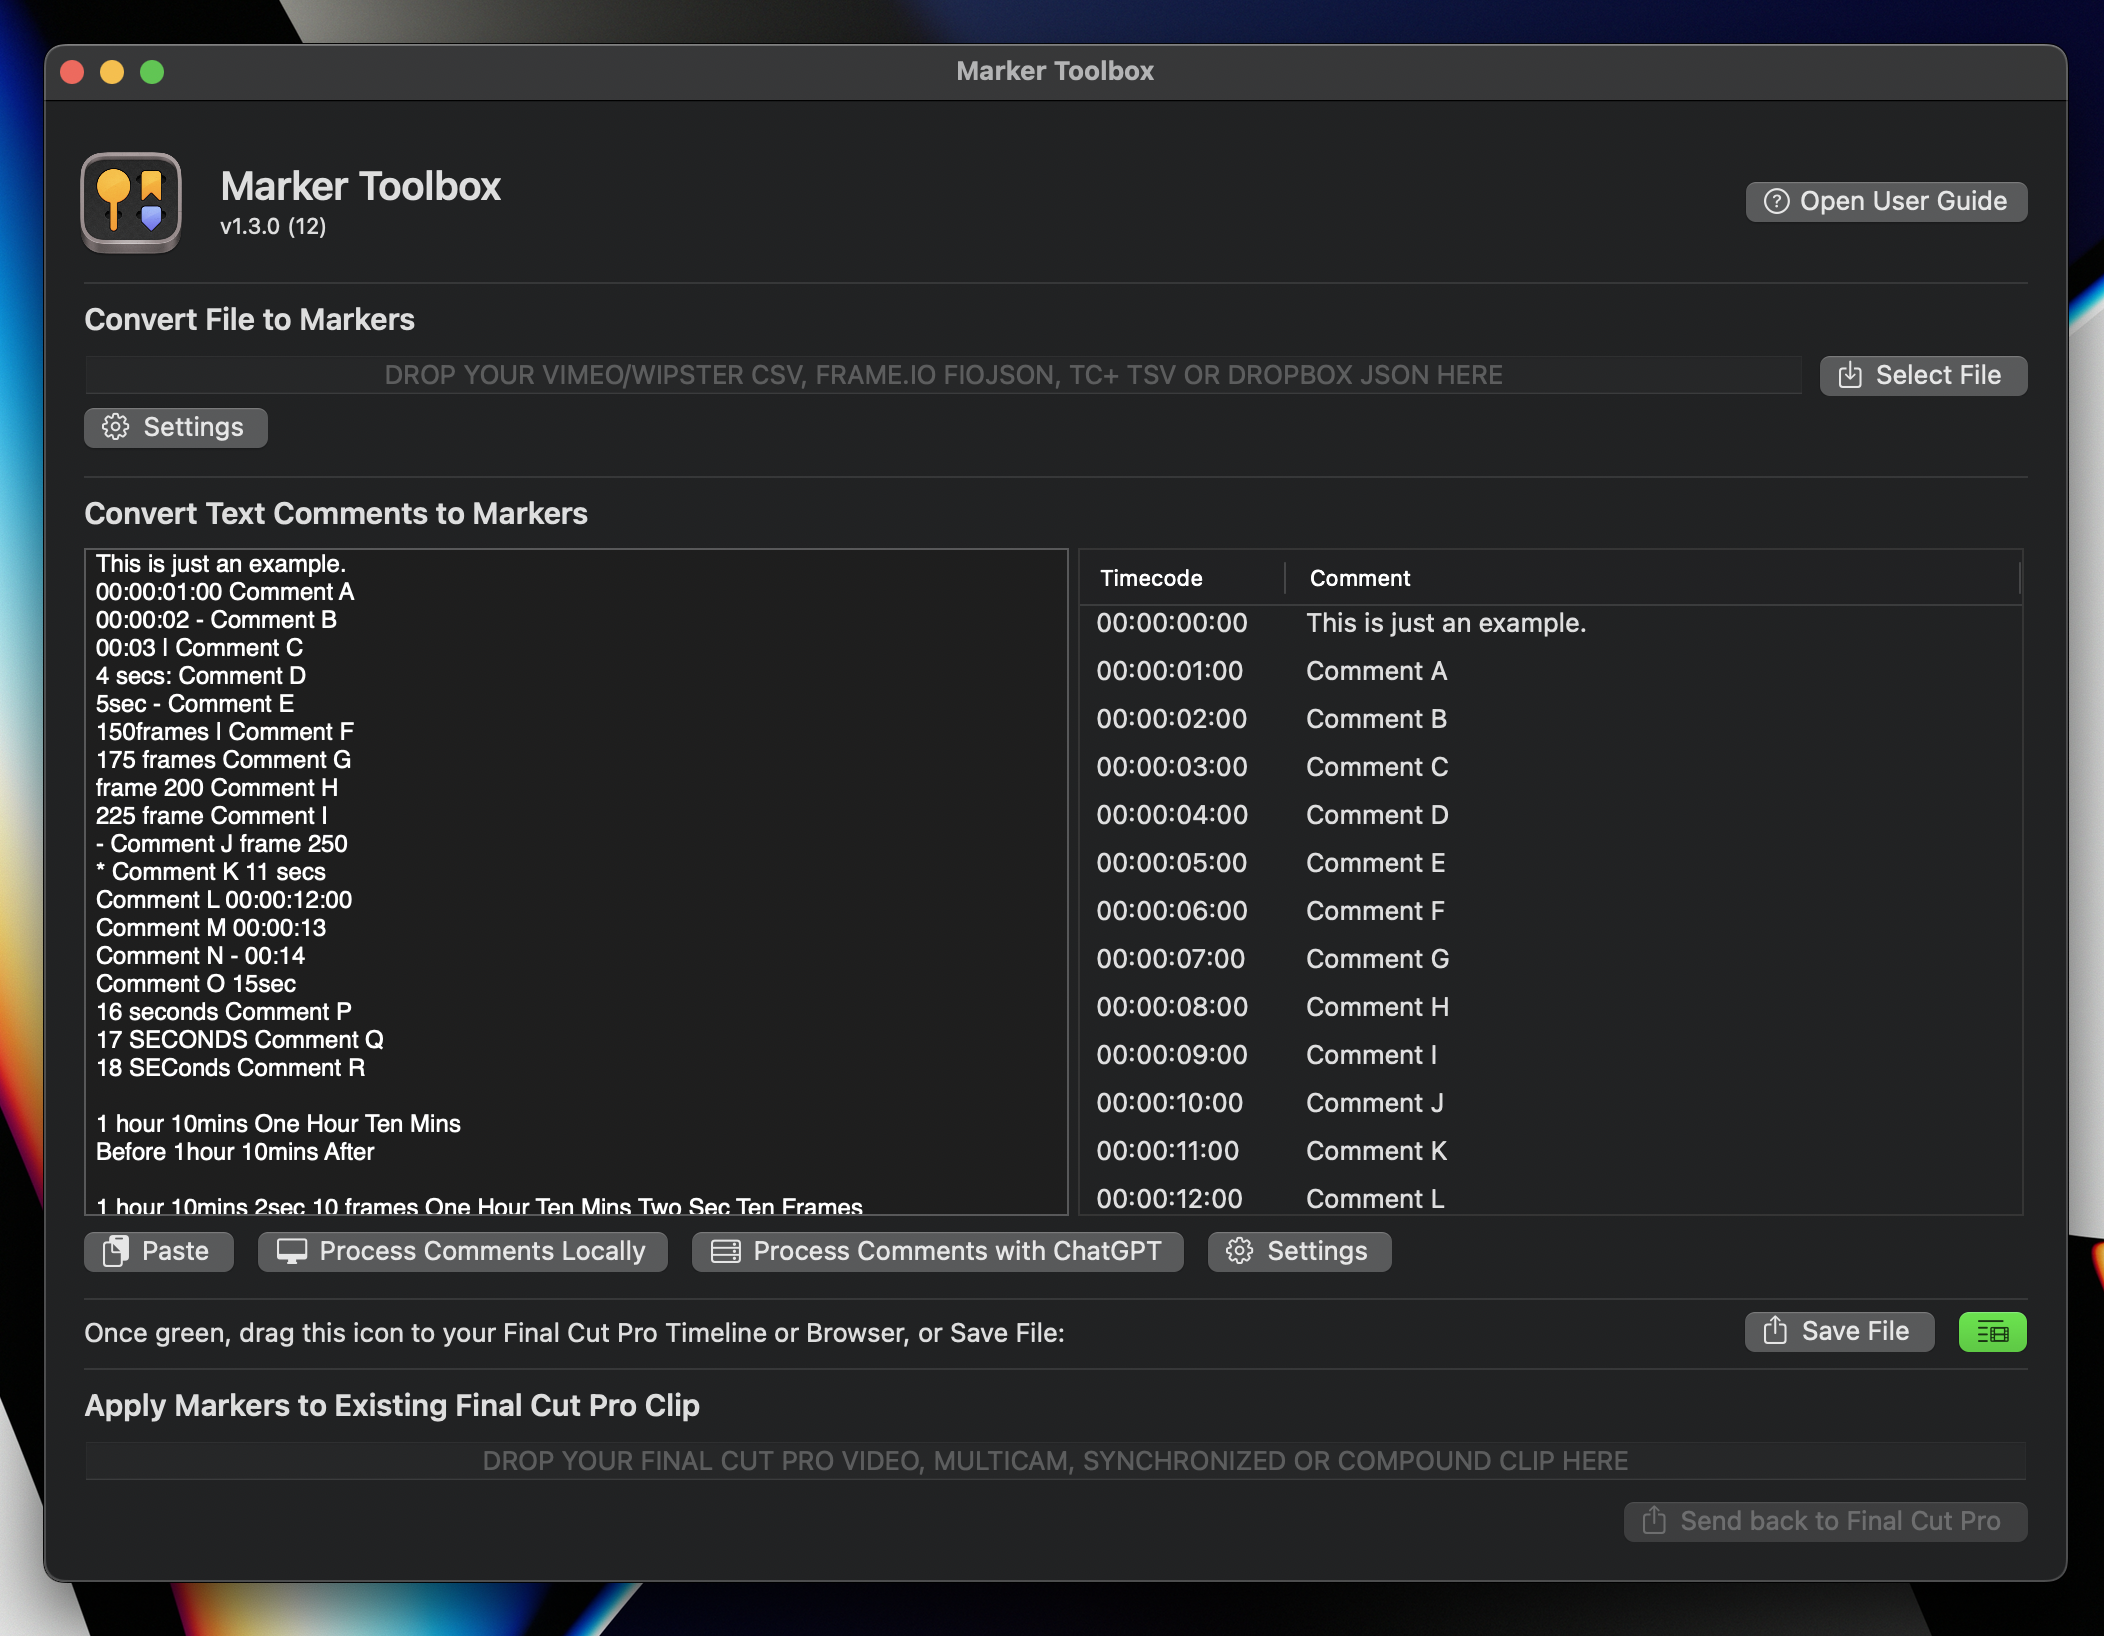 Marker Toolbox
Marker Toolbox
v1.3.0 (12)
Open User Guide
Convert File to Markers
DROP YOUR VIMEO/WIPSTER CSV, FRAME.IO FIOJSON, TC+ TSV OR DROPBOX JSON HERE
Select File
Settings
Convert Text Comments to Markers
This is just an example.
00:00:01:00 Comment A
00:00:02 - Comment B
00:03 | Comment C
4 secs: Comment D
5sec - Comment E
150frames | Comment F
175 frames Comment G
frame 200 Comment H
225 frame Comment I
- Comment J frame 250
* Comment K 11 secs
Comment L 00:00:12:00
Comment M 00:00:13
Comment N - 00:14
Comment O 15sec
16 seconds Comment P
17 SECONDS Comment Q
18 SEConds Comment R
1 hour 10mins One Hour Ten Mins
Before 1hour 10mins After
1 hour 10mins 2sec 10 frames One Hour Ten Mins Two Sec Ten Frames
Timecode Comment
00:00:00:00 This is just an example.
00:00:01:00 Comment A
00:00:02:00 Comment B
00:00:03:00 Comment C
00:00:04:00 Comment D
00:00:05:00 Comment E
00:00:06:00 Comment F
00:00:07:00 Comment G
00:00:08:00 Comment H
00:00:09:00 Comment I
00:00:10:00 Comment J
00:00:11:00 Comment K
00:00:12:00 Comment L
Paste
Process Comments Locally
Process Comments with ChatGPT
Settings
Once green, drag this icon to your Final Cut Pro Timeline or Browser, or Save File:
Save File
Apply Markers to Existing Final Cut Pro Clip
DROP YOUR FINAL CUT PRO VIDEO, MULTICAM, SYNCHRONIZED OR COMPOUND CLIP HERE
Send back to Final Cut Pro